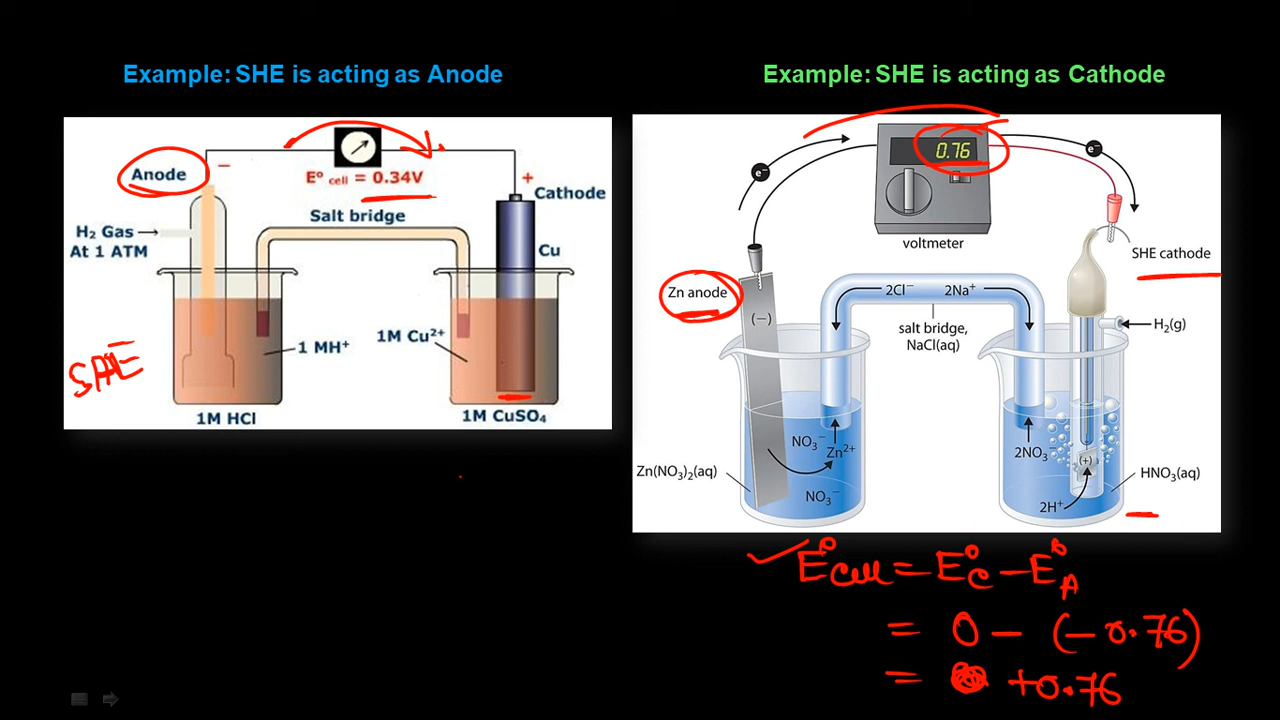 Example: SHE is acting as Anode
Anode
−
E° cell = 0.34V
+
Cathode
Salt bridge
H₂ Gas
At 1 ATM
Cu
1M Cu²⁺
1 MH⁺
SHE
1M HCl
1M CuSO₄
Example: SHE is acting as Cathode
0.76
e⁻
e⁻
voltmeter
SHE cathode
Zn anode
(−)
2Cl⁻ 2Na⁺
salt bridge,
NaCl(aq)
H₂(g)
NO₃⁻
Zn²⁺
2NO₃⁻
(+)
Zn(NO₃)₂(aq)
NO₃⁻
HNO₃(aq)
2H⁺
E°cell = E°C − E°A
= 0 − (−0.76)
= +0.76